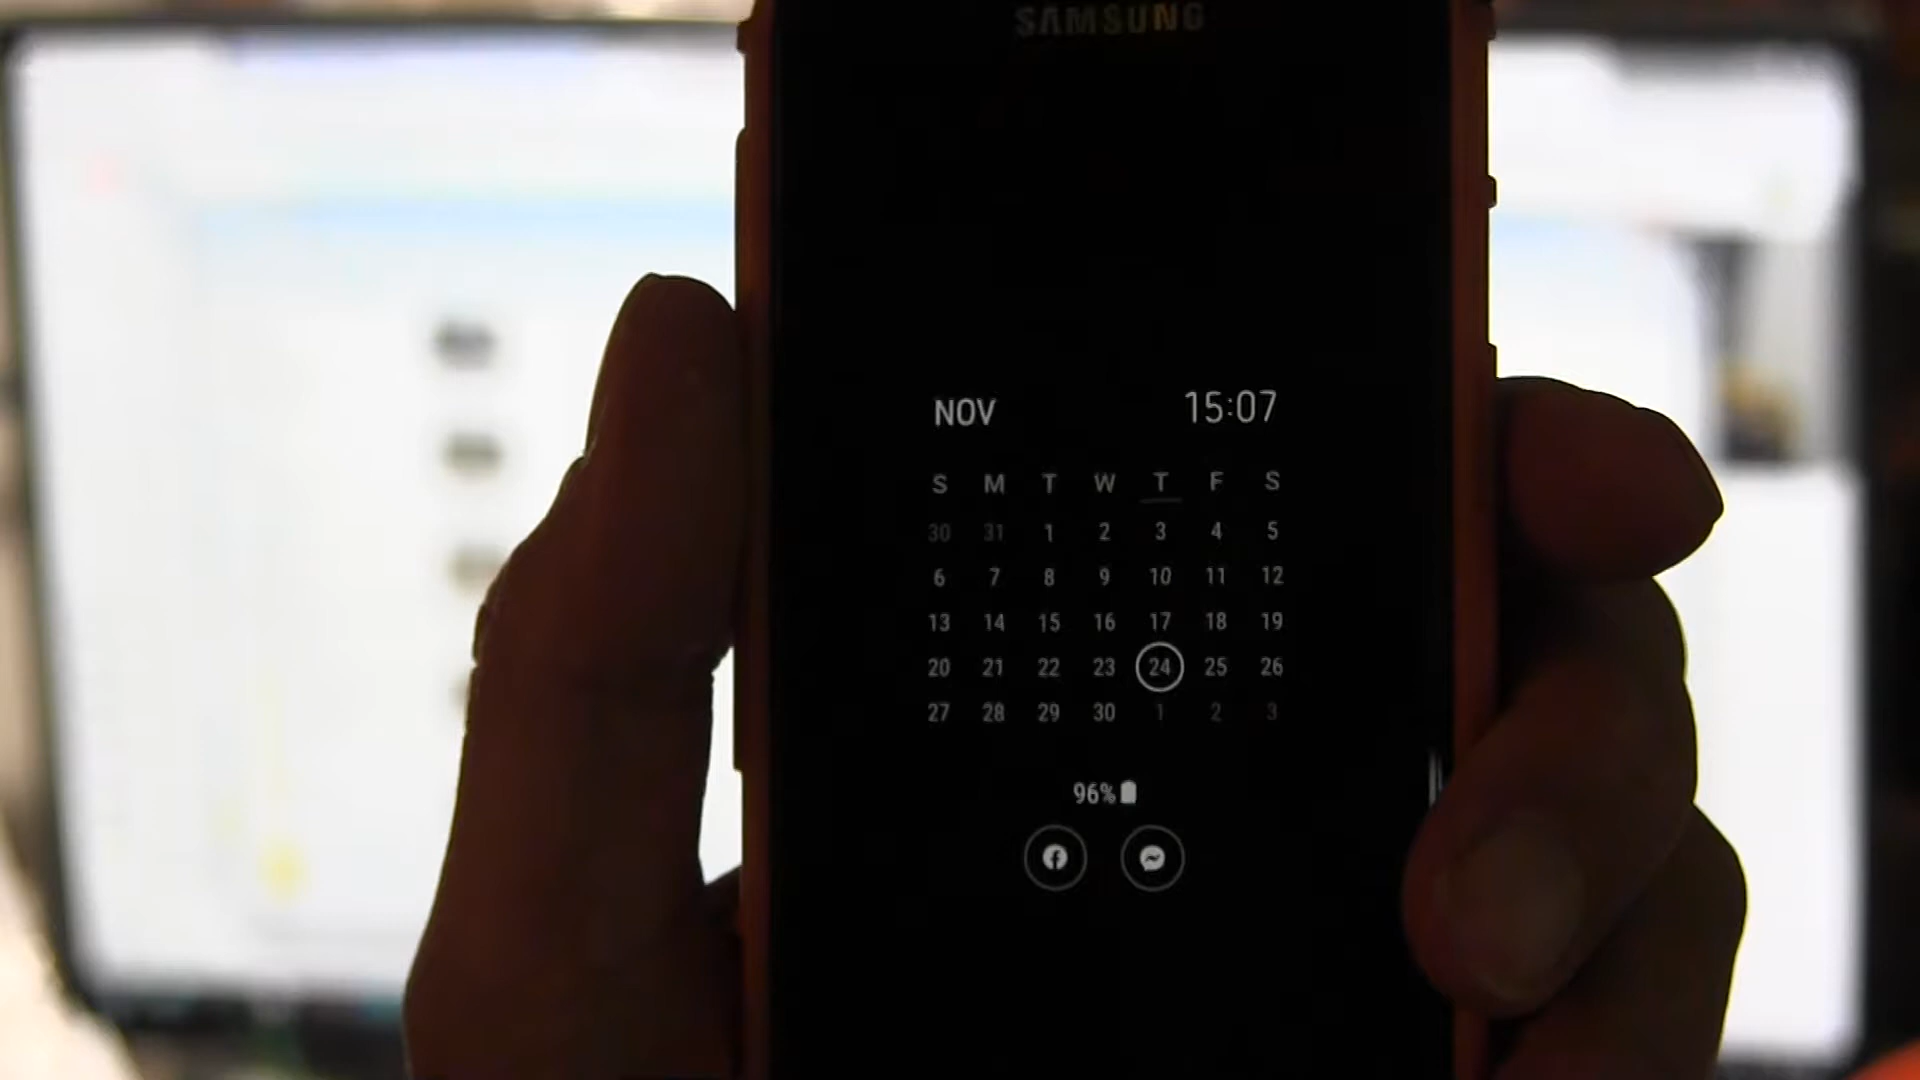 SAMSUNG
NOV 15:07
S M T W T F S
30 31 1 2 3 4 5
6 7 8 9 10 11 12
13 14 15 16 17 18 19
20 21 22 23 24 25 26
27 28 29 30 1 2 3
96%